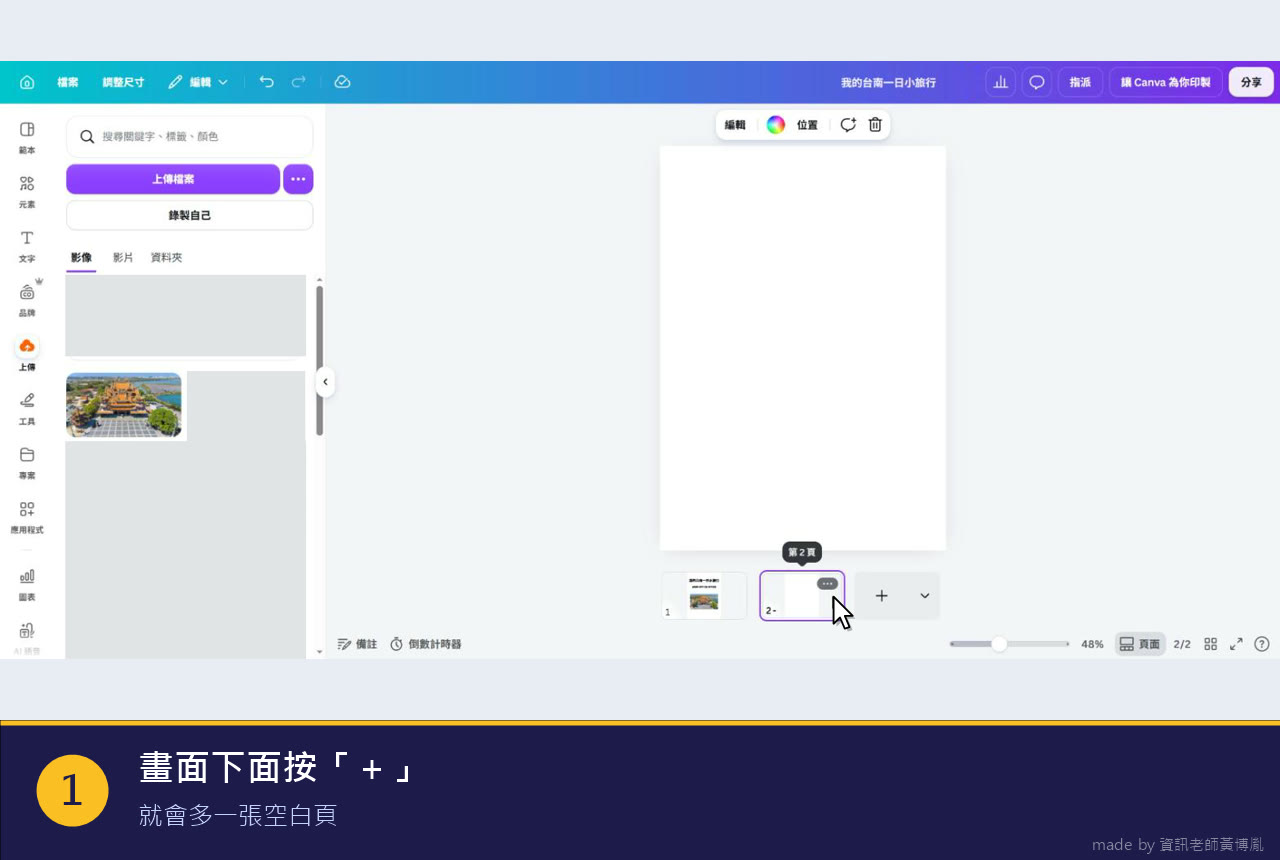 檔案 調整尺寸 編輯 我的台南一日小旅行 指派 讓 Canva 為你印製 分享
範本
元素
文字
品牌
上傳
工具
專案
應用程式
圖表
AI 語音
搜尋關鍵字、標籤、顏色
上傳檔案
錄製自己
影像 影片 資料夾
編輯 位置
第 2 頁
1
2 -
備註 倒數計時器 48% 頁面 2/2
1
畫面下面按「 + 」
就會多一張空白頁
made by 資訊老師黃博胤